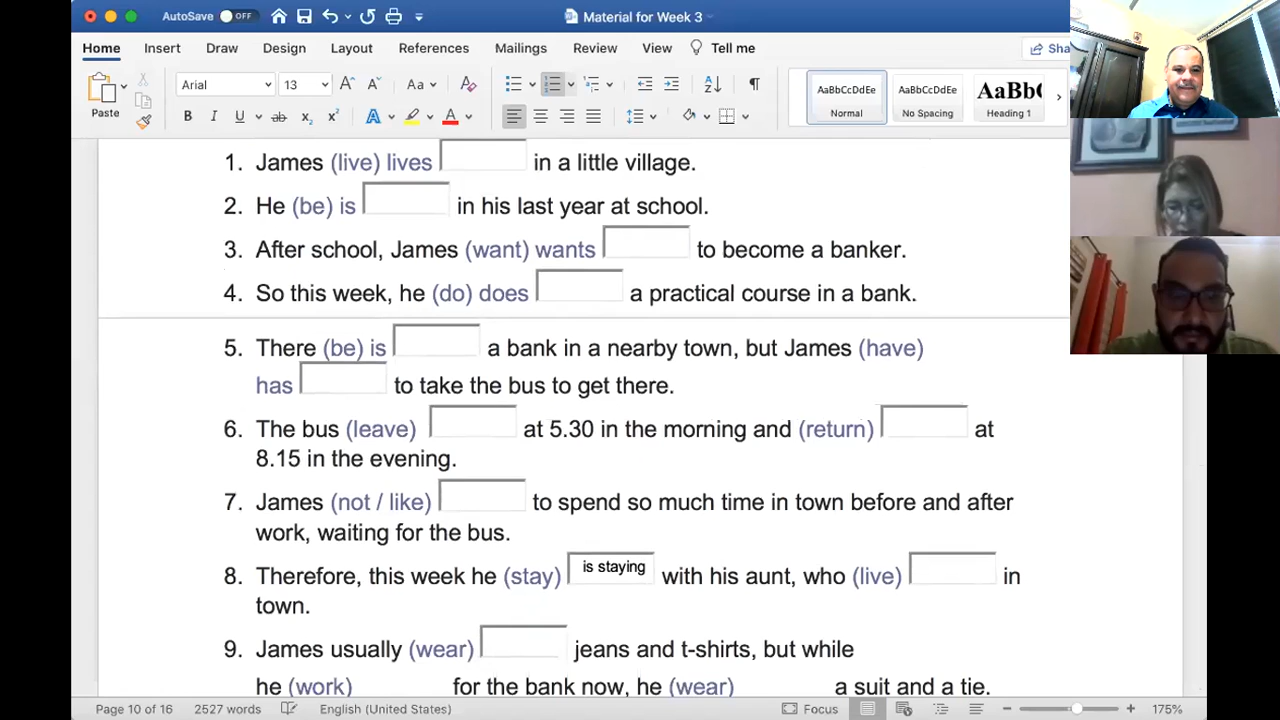 AutoSave OFF Material for Week 3
Home Insert Draw Design Layout References Mailings Review View Tell me Sha
Paste Arial 13 Aa AaBbCcDdEe AaBbCcDdEe AaBb(
B I U ab x₂ x² A A Normal No Spacing Heading 1
1. James (live) lives in a little village.
2. He (be) is in his last year at school.
3. After school, James (want) wants to become a banker.
4. So this week, he (do) does a practical course in a bank.
5. There (be) is a bank in a nearby town, but James (have)
has to take the bus to get there.
6. The bus (leave) at 5.30 in the morning and (return) at
8.15 in the evening.
7. James (not / like) to spend so much time in town before and after
work, waiting for the bus.
8. Therefore, this week he (stay) is staying with his aunt, who (live) in
town.
9. James usually (wear) jeans and t-shirts, but while
he (work) for the bank now, he (wear) a suit and a tie.
Page 10 of 16 2527 words English (United States) Focus 175%